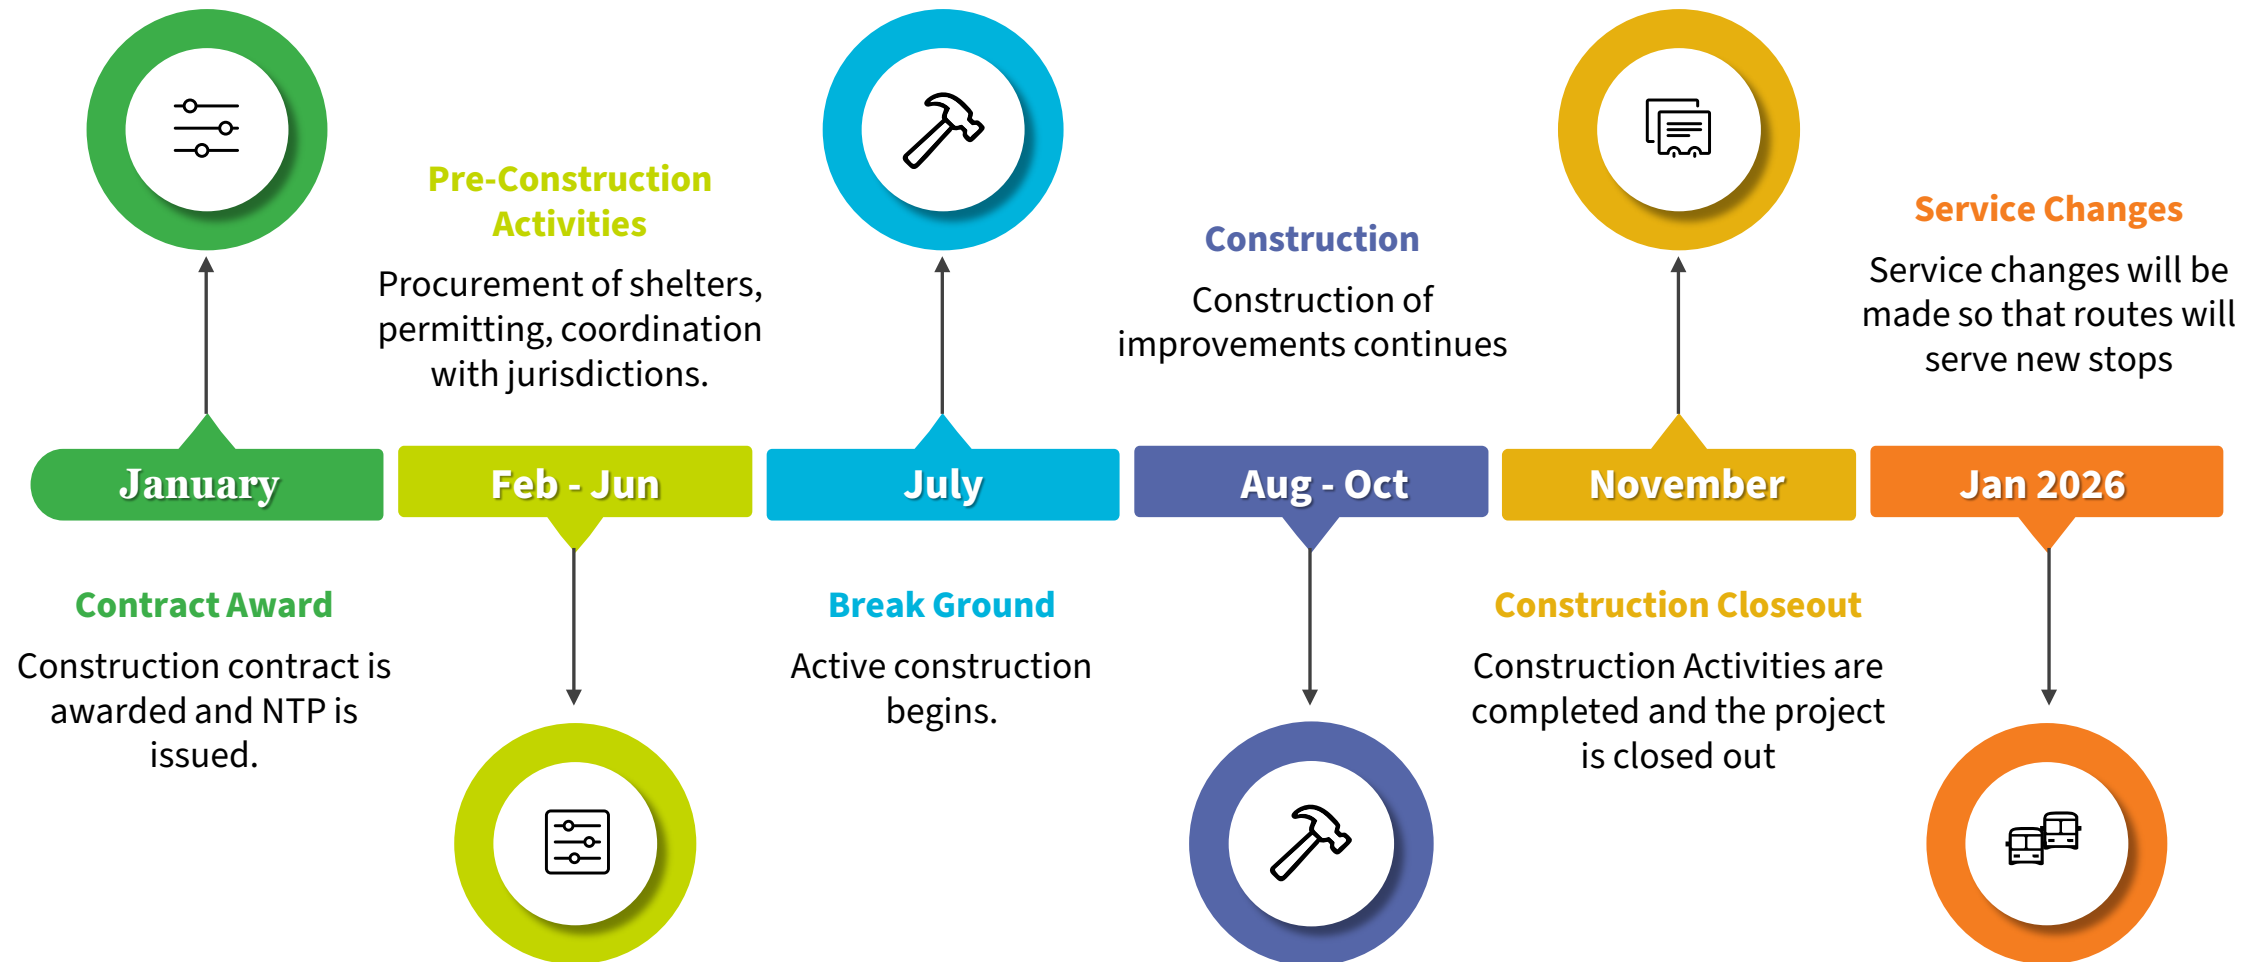 January
Contract Award
Construction contract is
awarded and NTP is
issued.
Pre-Construction
Activities
Procurement of shelters,
permitting, coordination
with jurisdictions.
Feb - Jun
July
Break Ground
Active construction
begins.
Construction
Construction of
improvements continues
Aug - Oct
November
Construction Closeout
Construction Activities are
completed and the project
is closed out
Service Changes
Service changes will be
made so that routes will
serve new stops
Jan 2026